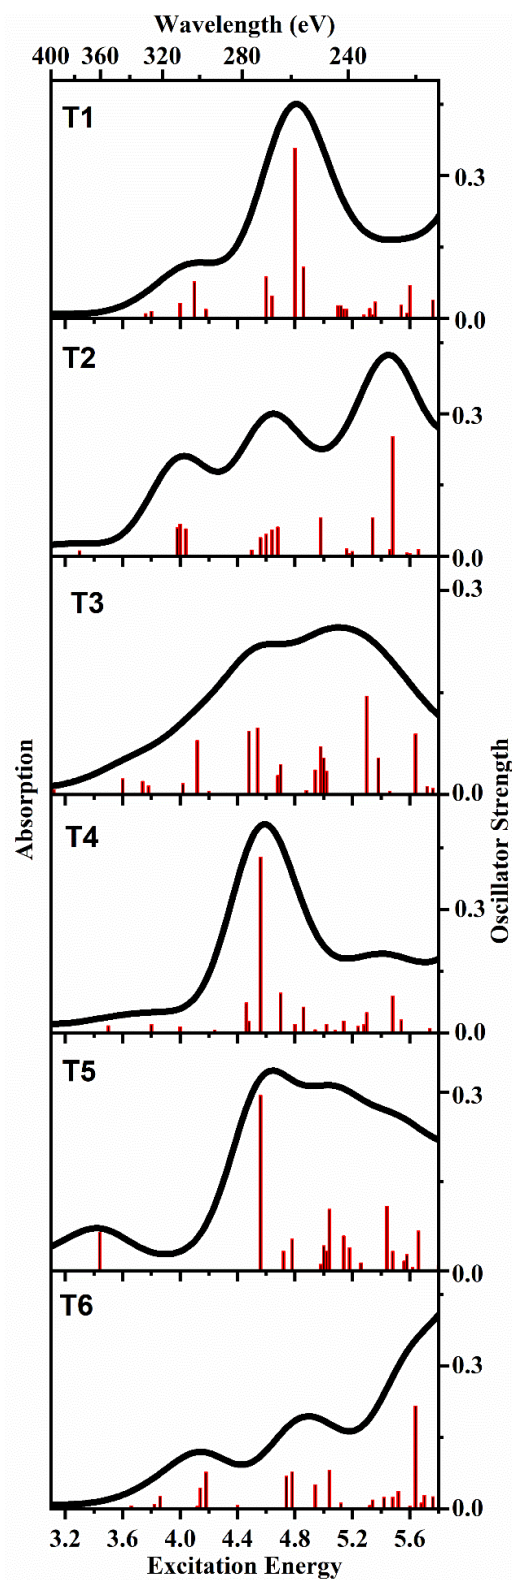 Wavelength (eV)
400 360 320 280 240
T1
0.3
0.0
T2
0.3
0.0
T3
0.3
0.0
Absorption
Oscillator Strength
T4
0.3
0.0
T5
0.3
0.0
T6
0.3
0.0
3.2 3.6 4.0 4.4 4.8 5.2 5.6
Excitation Energy